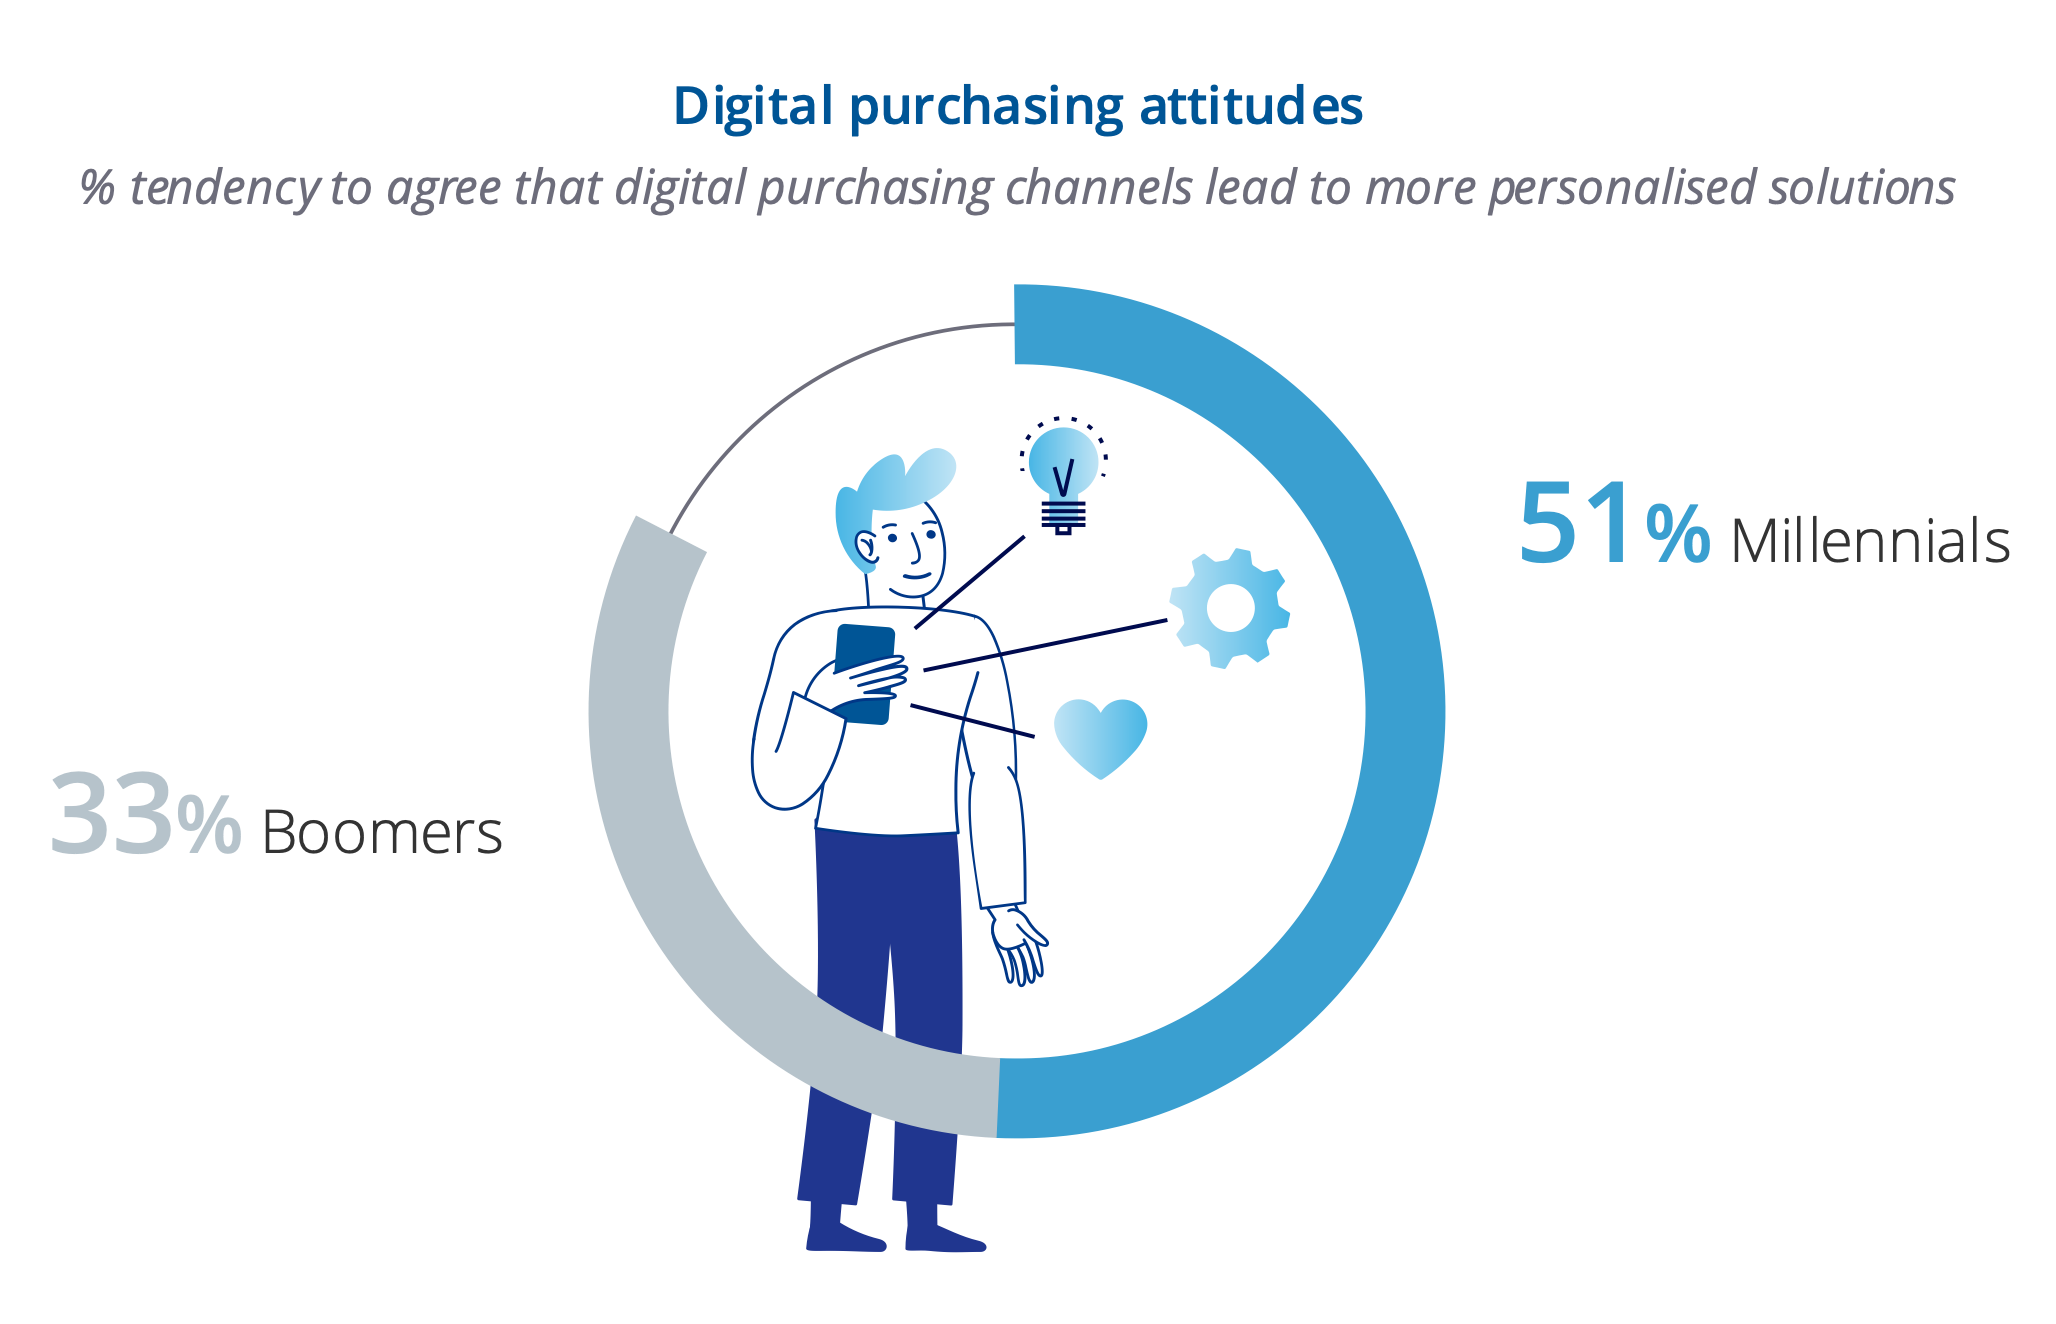 Digital purchasing attitudes
% tendency to agree that digital purchasing channels lead to more personalised solutions
51% Millennials
33% Boomers